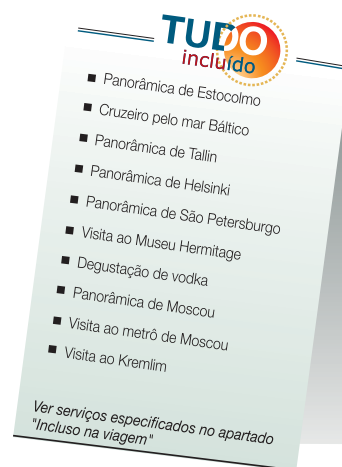 TUDO
incluído
■ Panorâmica de Estocolmo
■ Cruzeiro pelo mar Báltico
■ Panorâmica de Tallin
■ Panorâmica de Helsinki
■ Panorâmica de São Petersburgo
■ Visita ao Museu Hermitage
■ Degustação de vodka
■ Panorâmica de Moscou
■ Visita ao metrô de Moscou
■ Visita ao Kremlim
Ver serviços especificados no apartado
"Incluso na viagem"